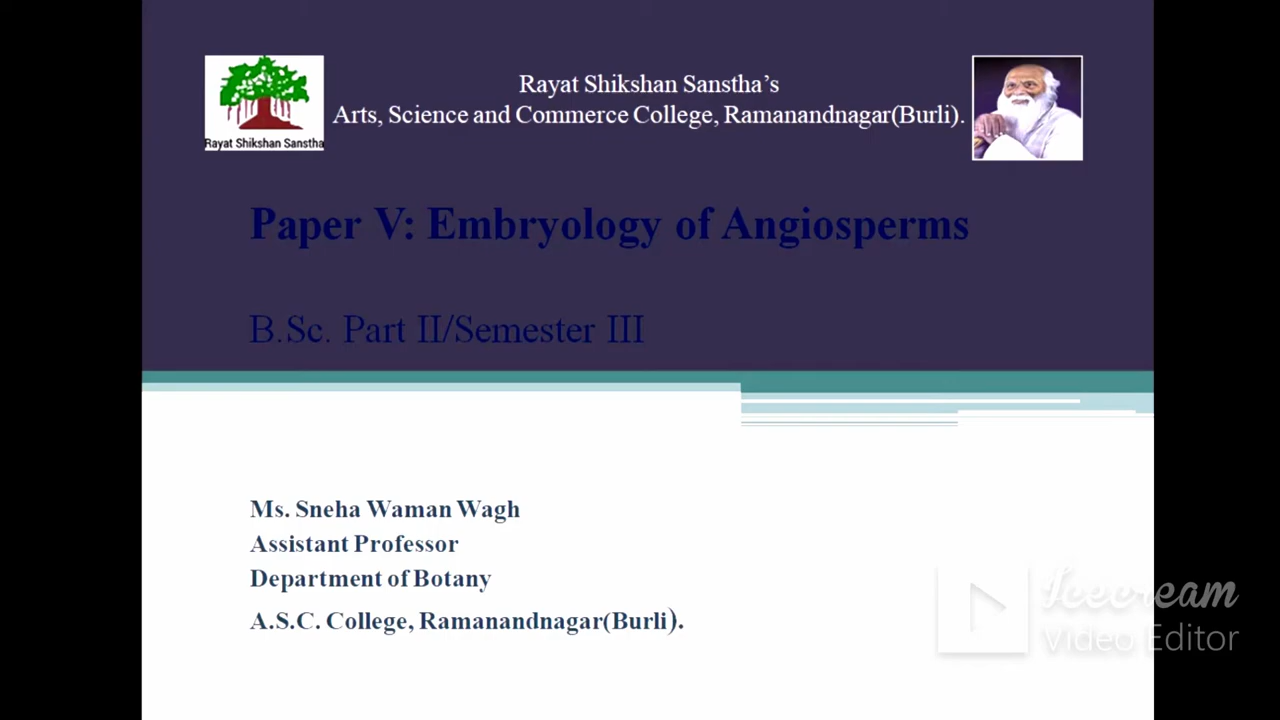 Rayat Shikshan Sanstha's
Arts, Science and Commerce College, Ramanandnagar(Burli).
Rayat Shikshan Sanstha
Paper V: Embryology of Angiosperms
B.Sc. Part II/Semester III
Ms. Sneha Waman Wagh
Assistant Professor
Department of Botany
A.S.C. College, Ramanandnagar(Burli).
Icecream
Video Editor